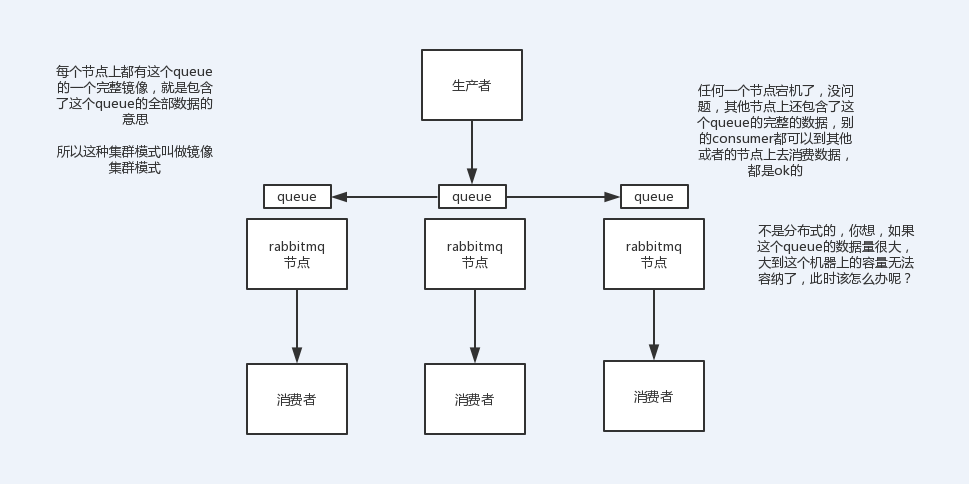 每个节点上都有这个queue
的一个完整镜像，就是包含
了这个queue的全部数据的
意思
所以这种集群模式叫做镜像
集群模式
生产者
任何一个节点宕机了，没问
题，其他节点上还包含了这
个queue的完整的数据，别
的consumer都可以到其他
或者的节点上去消费数据，
都是ok的
queue
queue
queue
rabbitmq
节点
rabbitmq
节点
rabbitmq
节点
不是分布式的，你想，如果
这个queue的数据量很大，
大到这个机器上的容量无法
容纳了，此时该怎么办呢？
消费者
消费者
消费者